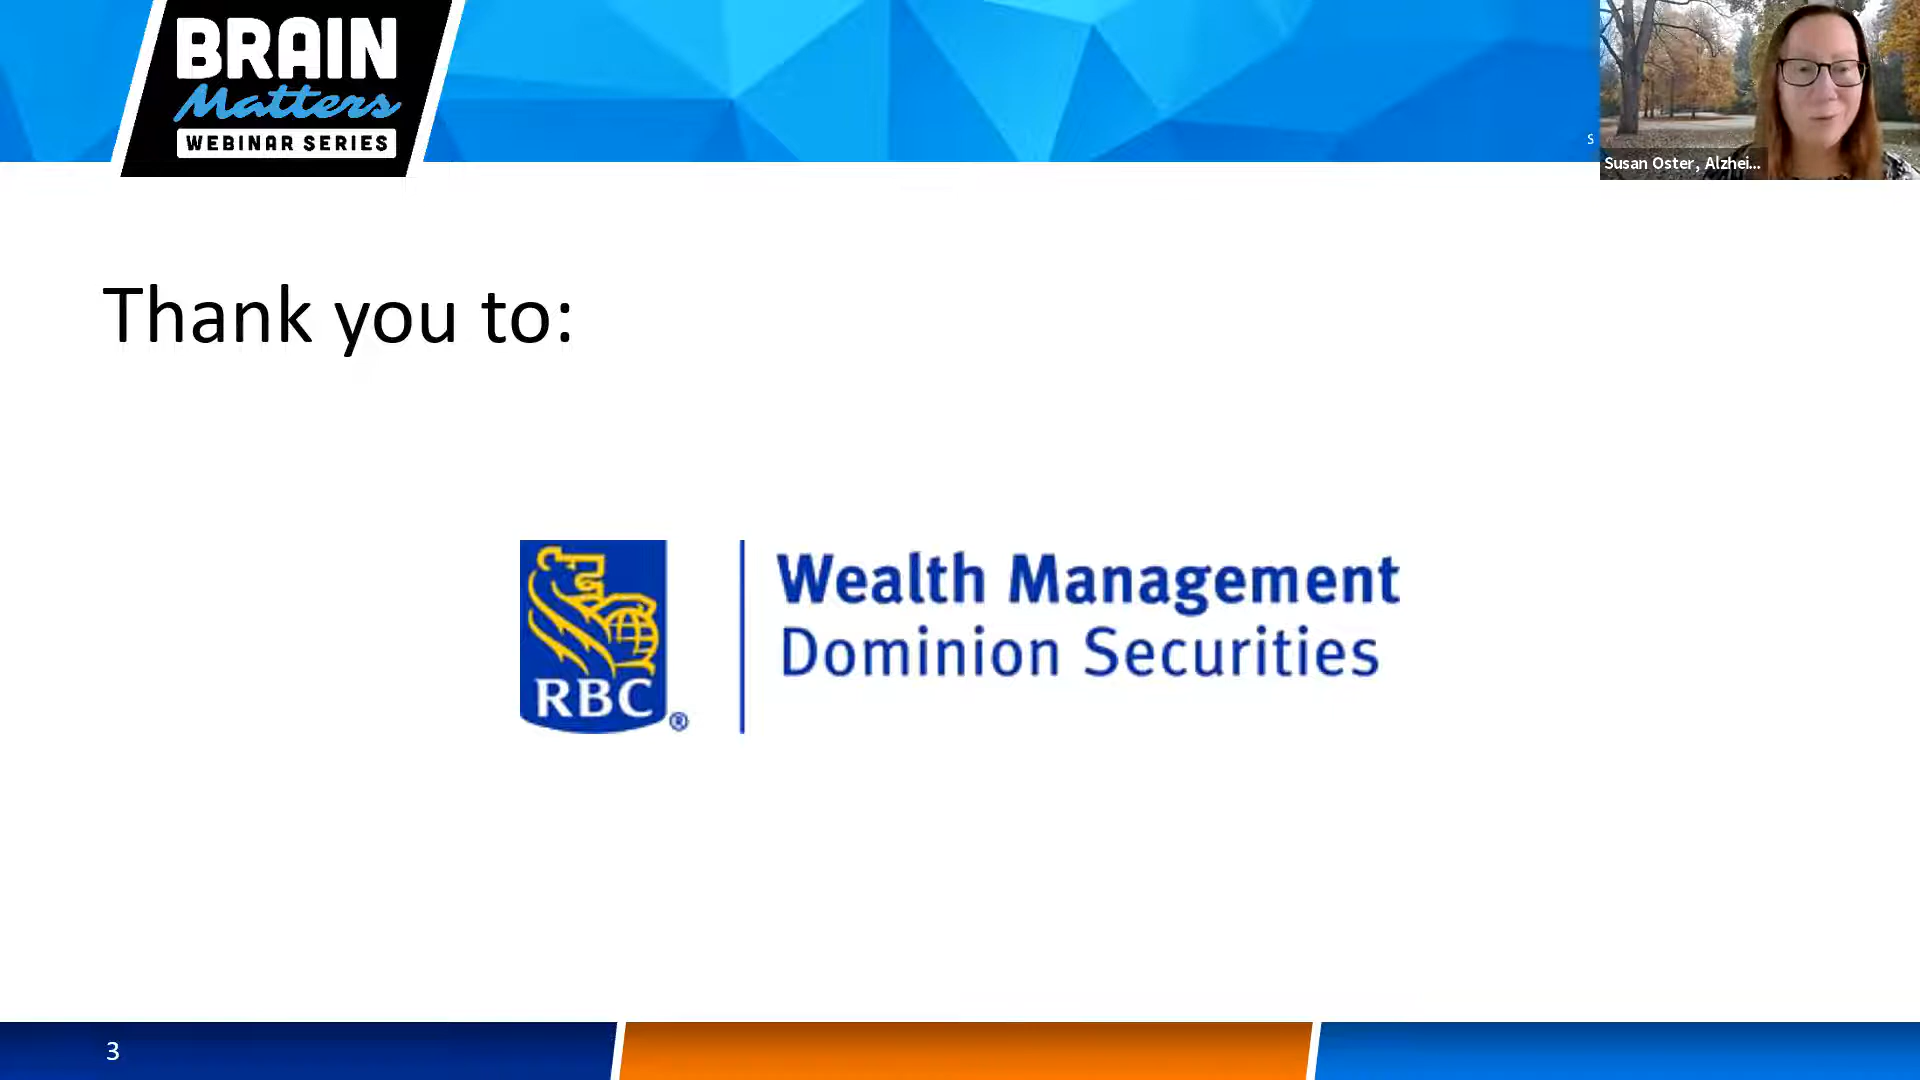 BRAIN
Matters
WEBINAR SERIES
S
Susan Oster, Alzhei...
Thank you to:
RBC
®
Wealth Management
Dominion Securities
3